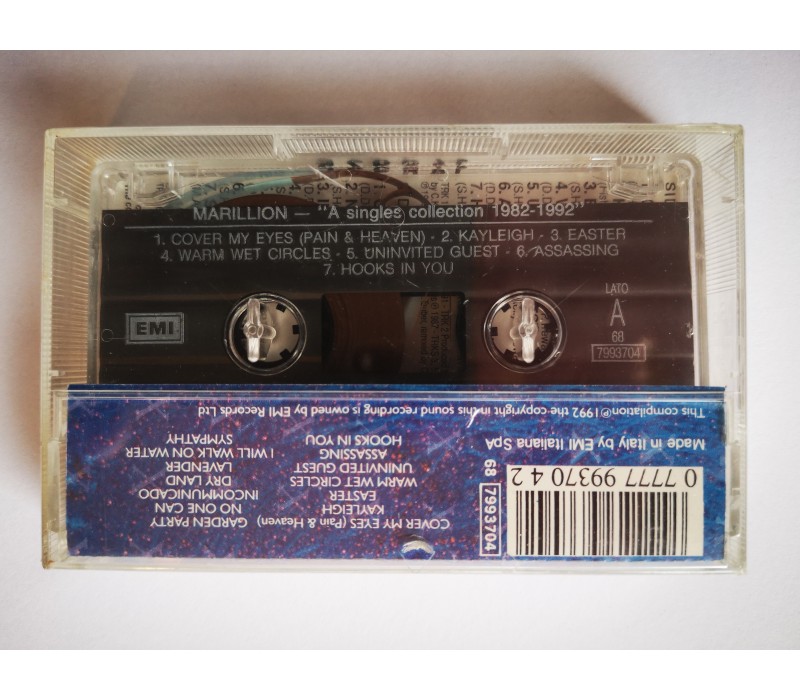 MARILLION — "A singles collection 1982-1992"
1. COVER MY EYES (PAIN & HEAVEN) · 2. KAYLEIGH · 3. EASTER
4. WARM WET CIRCLES · 5. UNINVITED GUEST · 6. ASSASSING
7. HOOKS IN YOU
EMI
LATO
A
68
7993704
COVER MY EYES (Pain & Heaven)
KAYLEIGH
EASTER
WARM WET CIRCLES
UNINVITED GUEST
ASSASSING
HOOKS IN YOU
GARDEN PARTY
NO ONE CAN
INCOMMUNICADO
DRY LAND
LAVENDER
I WILL WALK ON WATER
SYMPATHY
68 7993704
0 77779 93704 2
Made in Italy by EMI Italiana SpA
This compilation ℗ 1992 the copyright in this sound recording is owned by EMI Records Ltd